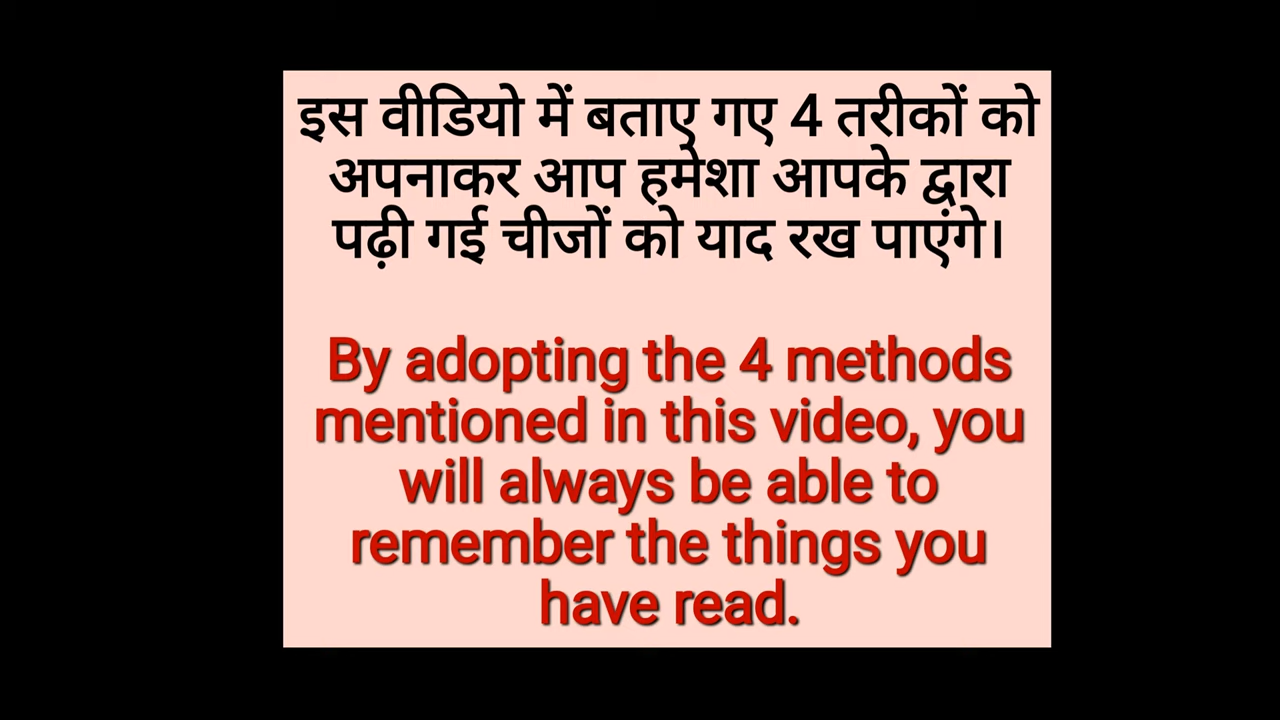 इस वीडियो में बताए गए 4 तरीकों को
अपनाकर आप हमेशा आपके द्वारा
पढ़ी गई चीजों को याद रख पाएंगे।
By adopting the 4 methods
mentioned in this video, you
will always be able to
remember the things you
have read.